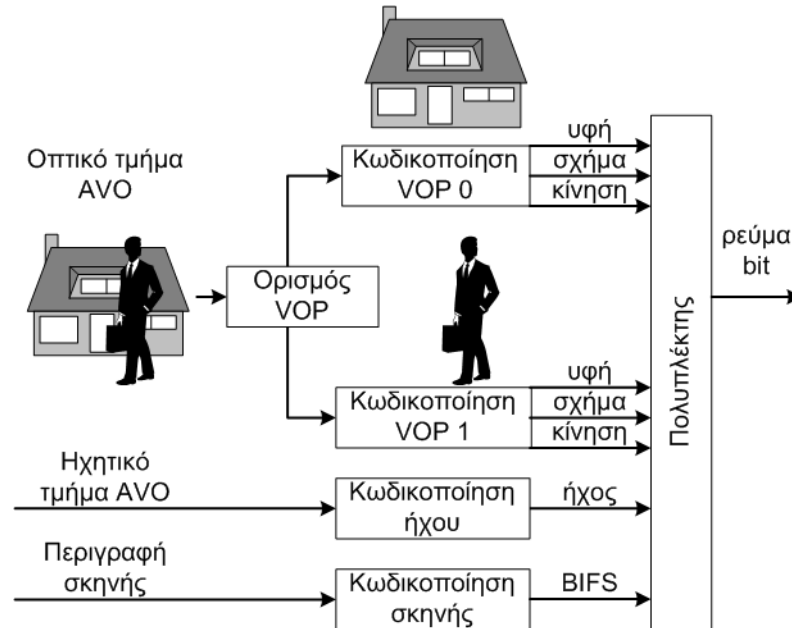 Οπτικό τμήμα
AVO
Ορισμός
VOP
Κωδικοποίηση
VOP 0
υφή
σχήμα
κίνηση
Κωδικοποίηση
VOP 1
υφή
σχήμα
κίνηση
Ηχητικό
τμήμα AVO
Κωδικοποίηση
ήχου
ήχος
Περιγραφή
σκηνής
Κωδικοποίηση
σκηνής
BIFS
Πολυπλέκτης
ρεύμα
bit